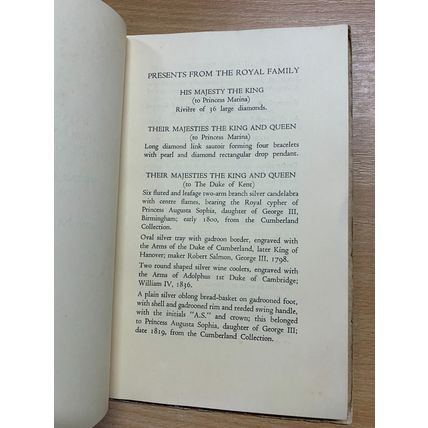 PRESENTS FROM THE ROYAL FAMILY
HIS MAJESTY THE KING
(to Princess Marina)
Rivière of 36 large diamonds.
THEIR MAJESTIES THE KING AND QUEEN
(to Princess Marina)
Long diamond link sautoir forming four bracelets
with pearl and diamond rectangular drop pendant.
THEIR MAJESTIES THE KING AND QUEEN
(to The Duke of Kent)
Six fluted and leafage two-arm branch silver candelabra
with centre flames, bearing the Royal cypher of
Princess Augusta Sophia, daughter of George III,
Birmingham; early 1800, from the Cumberland
Collection.
Oval silver tray with gadroon border, engraved with
the Arms of the Duke of Cumberland, later King of
Hanover; maker Robert Salmon, George III, 1798.
Two round shaped silver wine coolers, engraved with
the Arms of Adolphus 1st Duke of Cambridge;
William IV, 1836.
A plain silver oblong bread-basket on gadrooned foot,
with shell and gadrooned rim and reeded swing handle,
with the initials "A.S." and crown; this belonged
to Princess Augusta Sophia, daughter of George III;
date 1819, from the Cumberland Collection.